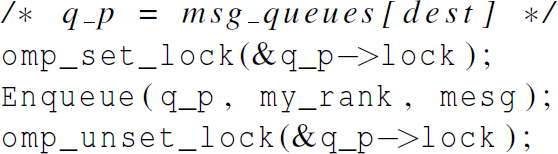 /* q_p = msg_queues[dest] */
omp_set_lock(&q_p->lock);
Enqueue(q_p, my_rank, mesg);
omp_unset_lock(&q_p->lock);